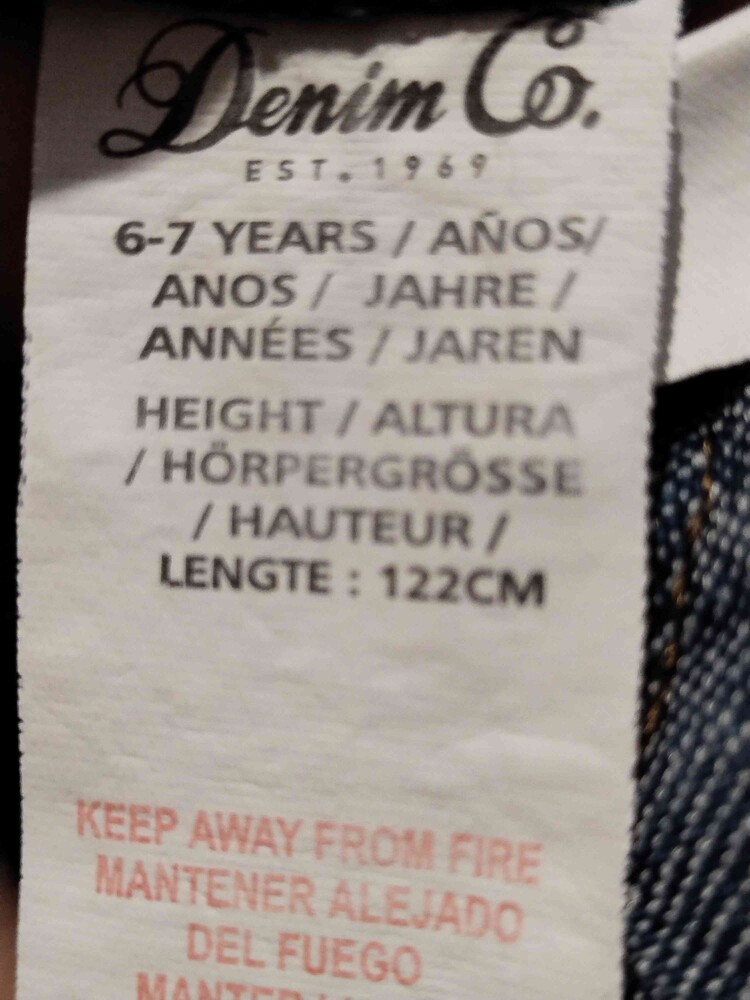 Denim Co.
EST. 1969
6-7 YEARS / AÑOS/
ANOS / JAHRE /
ANNÉES / JAREN
HEIGHT / ALTURA
/ HÖRPERGRÖSSE
/ HAUTEUR /
LENGTE : 122CM
KEEP AWAY FROM FIRE
MANTENER ALEJADO
DEL FUEGO